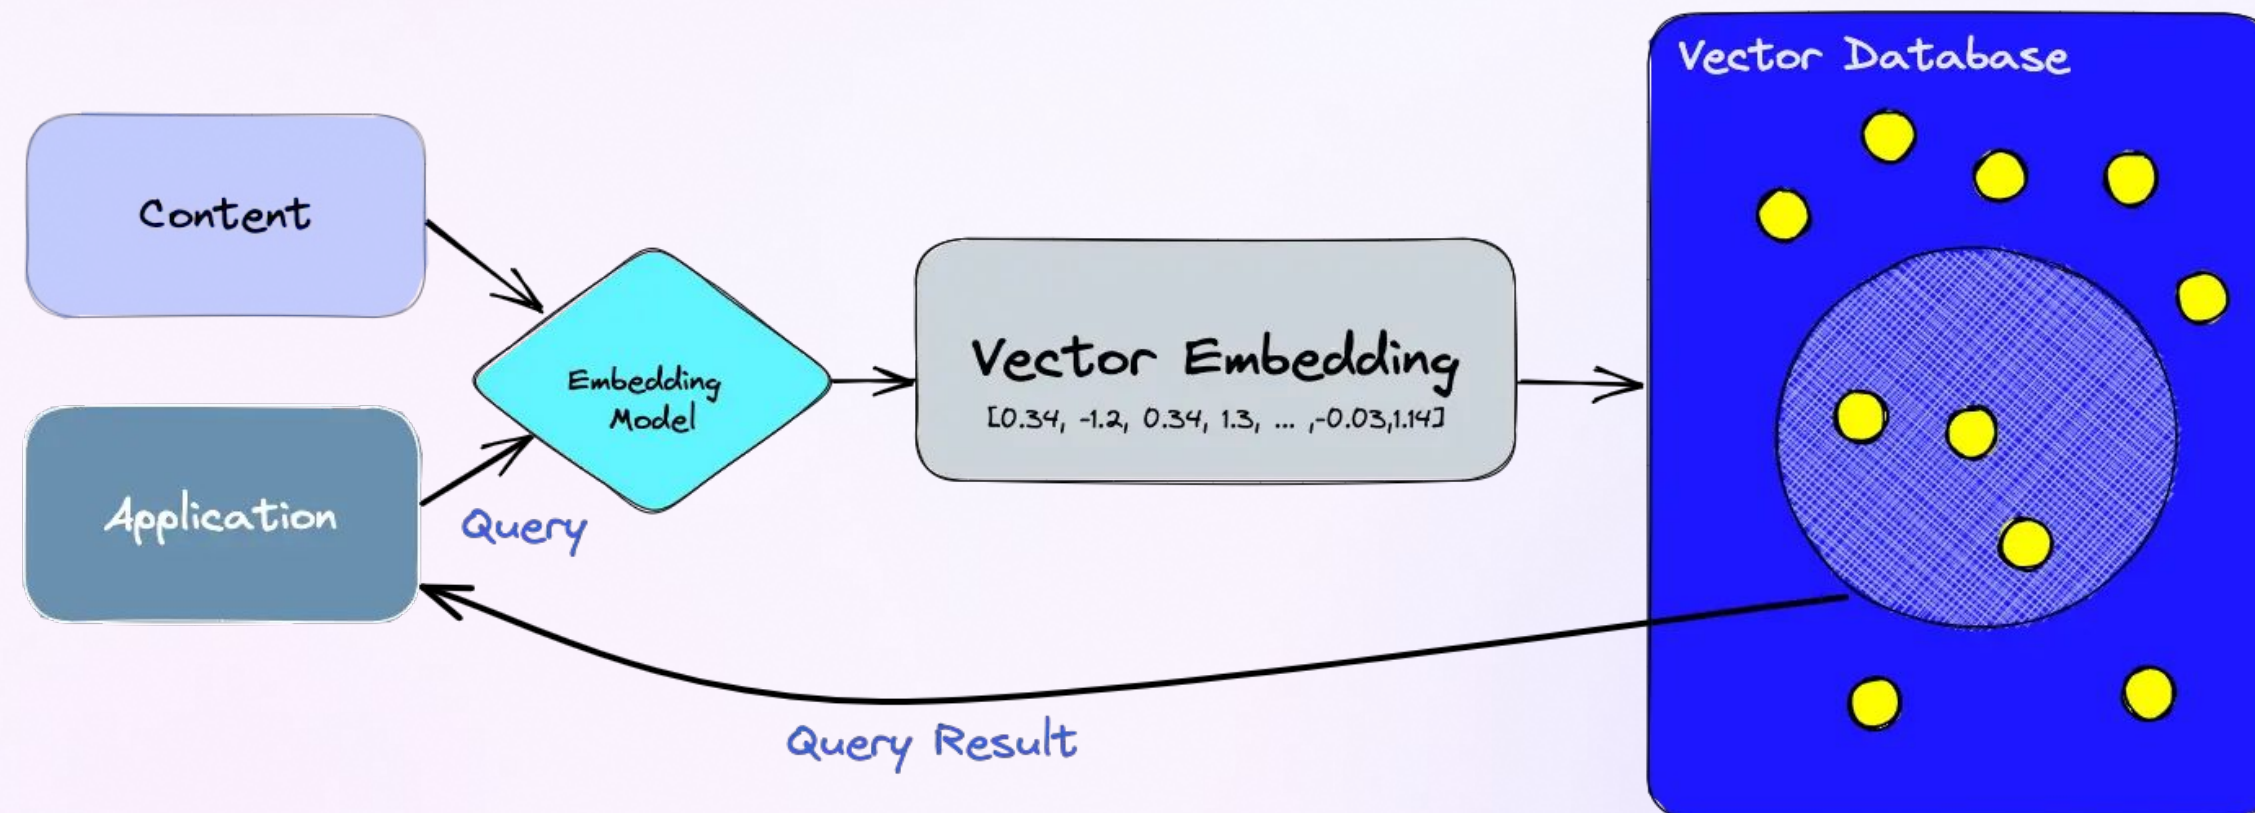 Vector Database
Content
Embedding
Model
Vector Embedding
[0.34, -1.2, 0.34, 1.3, ... ,-0.03,1.14]
Application
Query
Query Result